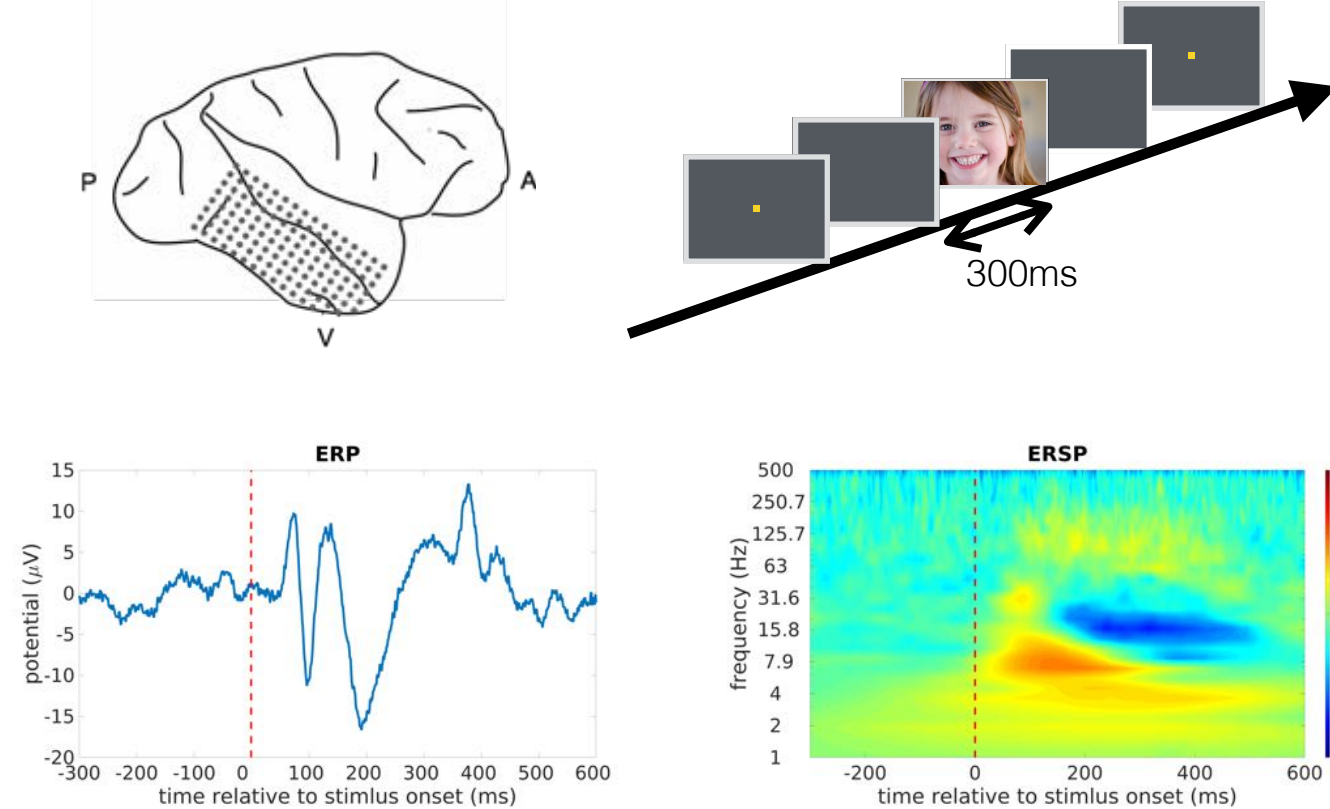 P
A
V
300ms
ERP
15
10
5
0
-5
-10
-15
-20
potential (μV)
-300 -200 -100 0 100 200 300 400 500 600
time relative to stimlus onset (ms)
ERSP
500
250.7
125.7
63
31.6
15.8
7.9
4
2
1
frequency (Hz)
-200 0 200 400 600
time relative to stimlus onset (ms)